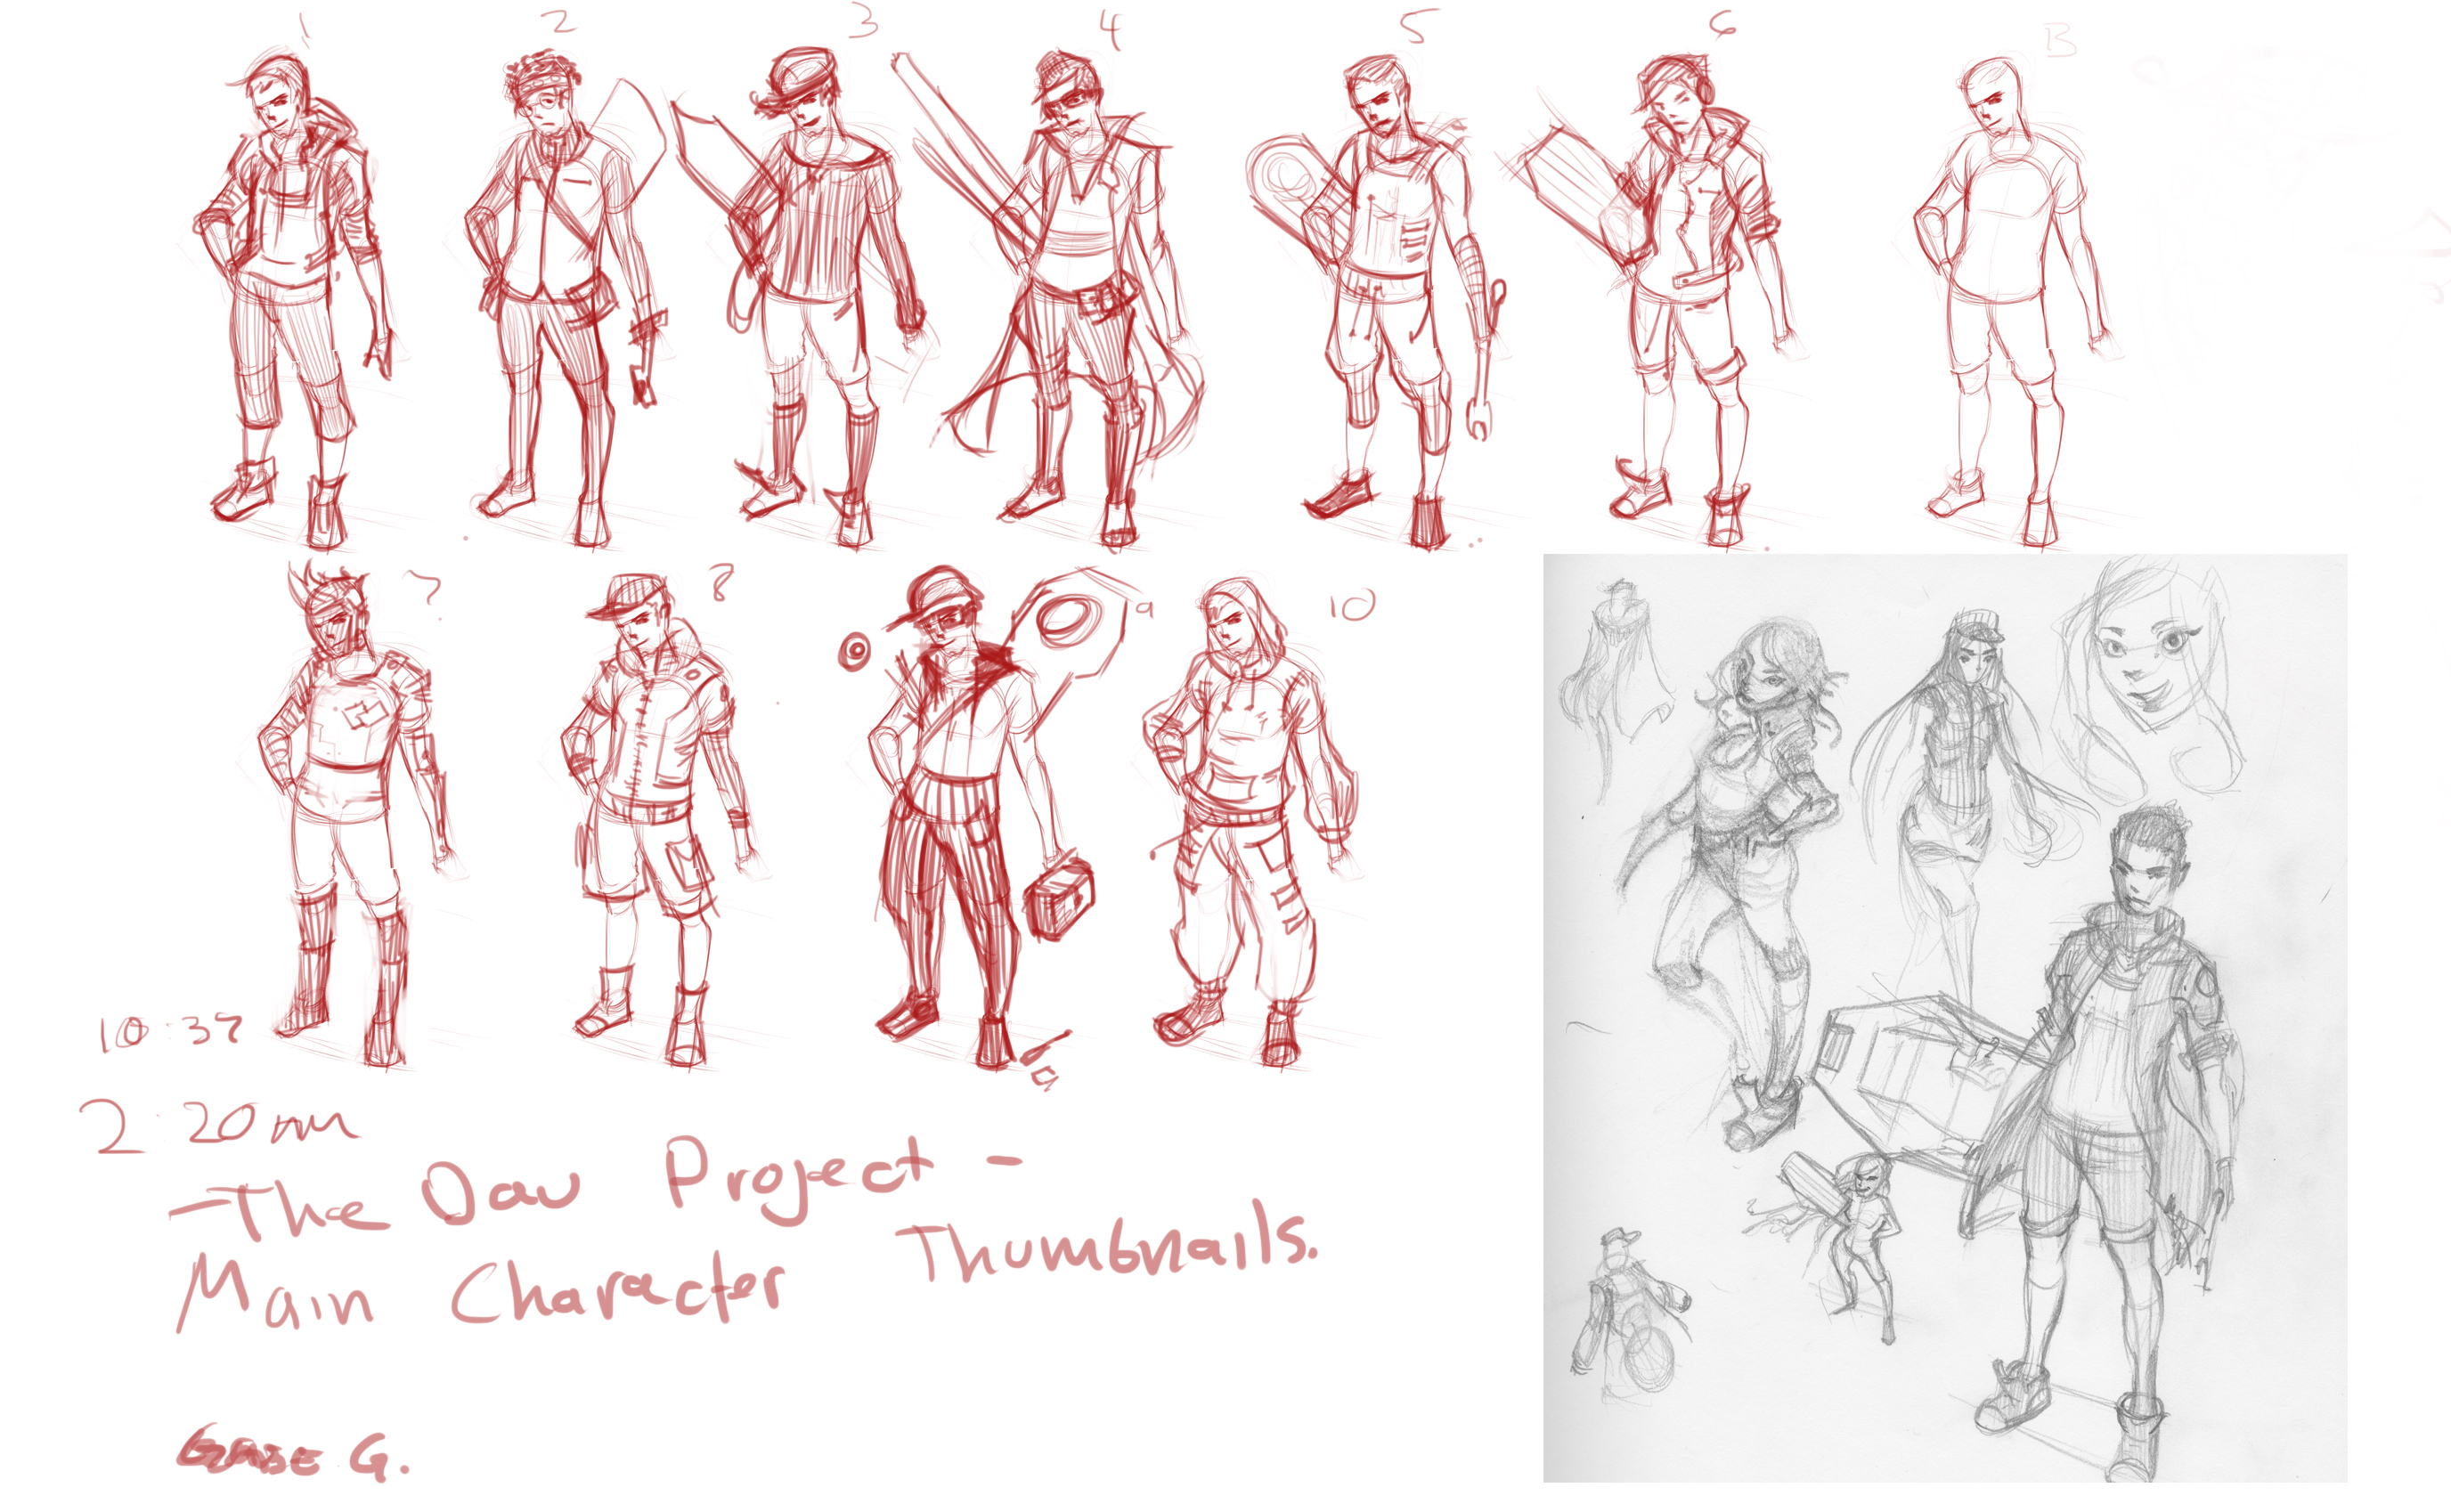 1 2 3 4 5 6 B
7 8 9 10
10:37
2:20
-The Oau Project-
Main Character Thumbnails.
G.